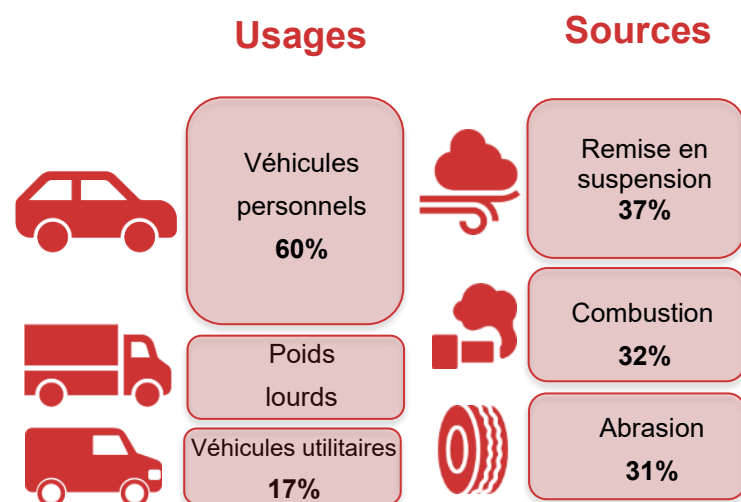 Usages
Véhicules
personnels
60%
Poids
lourds
Véhicules utilitaires
17%
Sources
Remise en
suspension
37%
Combustion
32%
Abrasion
31%